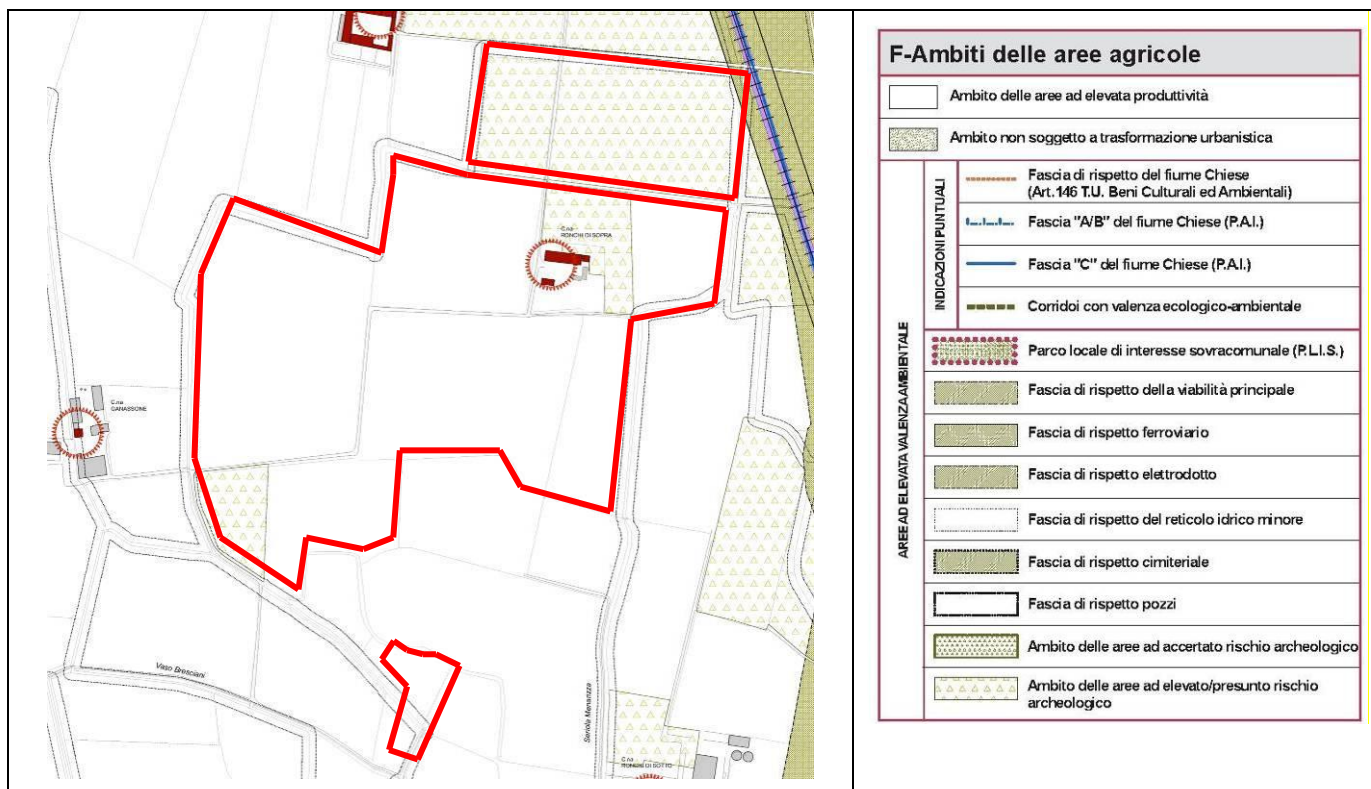 C.na
RONCHI DI SOPRA
C.na
CANASSONE
Vaso Bresciani
Seriola Menanzza
C.na
RONCHI DI SOTTO
F-Ambiti delle aree agricole
Ambito delle aree ad elevata produttività
Ambito non soggetto a trasformazione urbanistica
AREE AD ELEVATA VALENZA AMBIENTALE
INDICAZIONI PUNTUALI
Fascia di rispetto del fiume Chiese
(Art.146 T.U. Beni Culturali ed Ambientali)
Fascia "A/B" del fiume Chiese (P.A.I.)
Fascia "C" del fiume Chiese (P.A.I.)
Corridoi con valenza ecologico-ambientale
Parco locale di interesse sovracomunale (P.L.I.S.)
Fascia di rispetto della viabilità principale
Fascia di rispetto ferroviario
Fascia di rispetto elettrodotto
Fascia di rispetto del reticolo idrico minore
Fascia di rispetto cimiteriale
Fascia di rispetto pozzi
Ambito delle aree ad accertato rischio archeologico
Ambito delle aree ad elevato/presunto rischio
archeologico